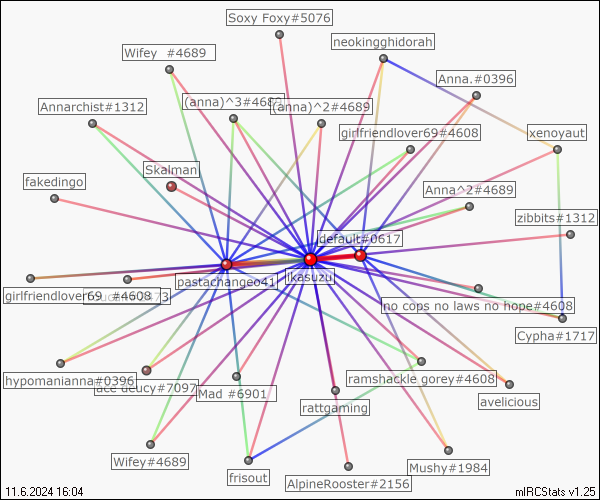 Soxy Foxy#5076
neokingghidorah
Wifey  #4689
Anna.#0396
(anna)^3#4689
(anna)^2#4689
Annarchist#1312
girlfriendlover69#4608
xenoyaut
Skalman
fakedingo
Anna^2#4689
zibbits#1312
default#0617
pastachangeo41
ikasuzu
girlfriendlover69  #4608
no cops no laws no hope#4608
Cypha#1717
hypomanianna#0396
ace deucy#7097
Mad #6901
ramshackle gorey#4608
rattgaming
avelicious
Wifey#4689
frisout
AlpineRooster#2156
Mushy#1984
11.6.2024 16:04
mIRCStats v1.25